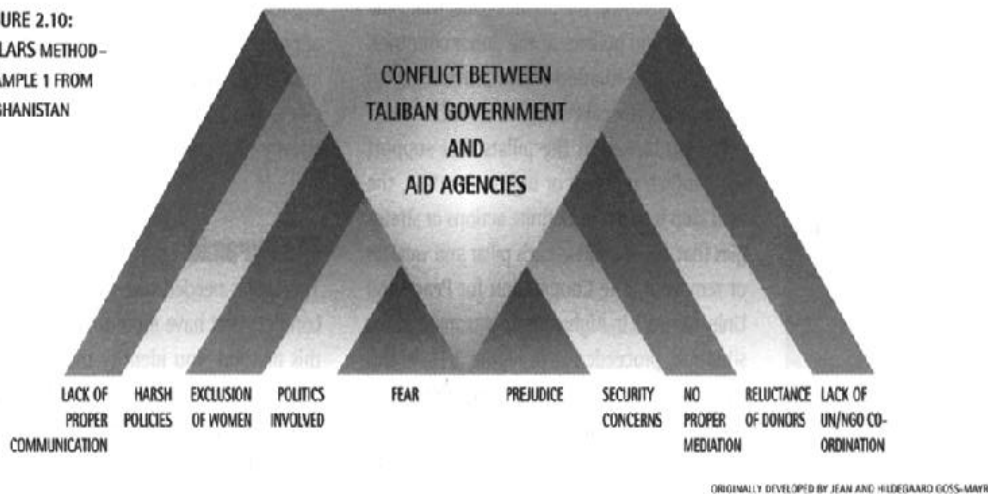 URE 2.10:
LARS METHOD–
AMPLE 1 FROM
GHANISTAN
CONFLICT BETWEEN
TALIBAN GOVERNMENT
AND
AID AGENCIES
LACK OF
PROPER
COMMUNICATION
HARSH
POLICIES
EXCLUSION
OF WOMEN
POLITICS
INVOLVED
FEAR
PREJUDICE
SECURITY
CONCERNS
NO
PROPER
MEDIATION
RELUCTANCE
OF DONORS
LACK OF
UN/NGO CO-
ORDINATION
ORIGINALLY DEVELOPED BY JEAN AND HILDEGAARD GOSS-MAYR